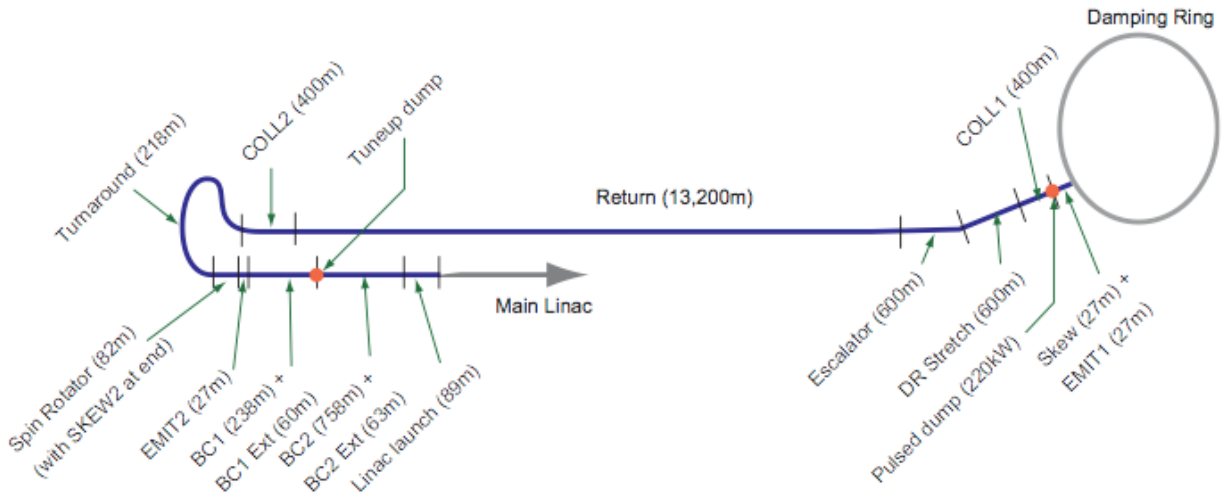 Damping Ring
COLL1 (400m)
Tuneup dump
COLL2 (400m)
Turnaround (218m)
Return (13,200m)
Main Linac
Spin Rotator (82m)
(with SKEW2 at end)
EMIT2 (27m)
BC1 (238m) +
BC1 Ext (60m)
BC2 (758m) +
BC2 Ext (63m)
Linac launch (89m)
Escalator (600m)
DR Stretch (600m)
Pulsed dump (220kW)
Skew (27m) +
EMIT1 (27m)